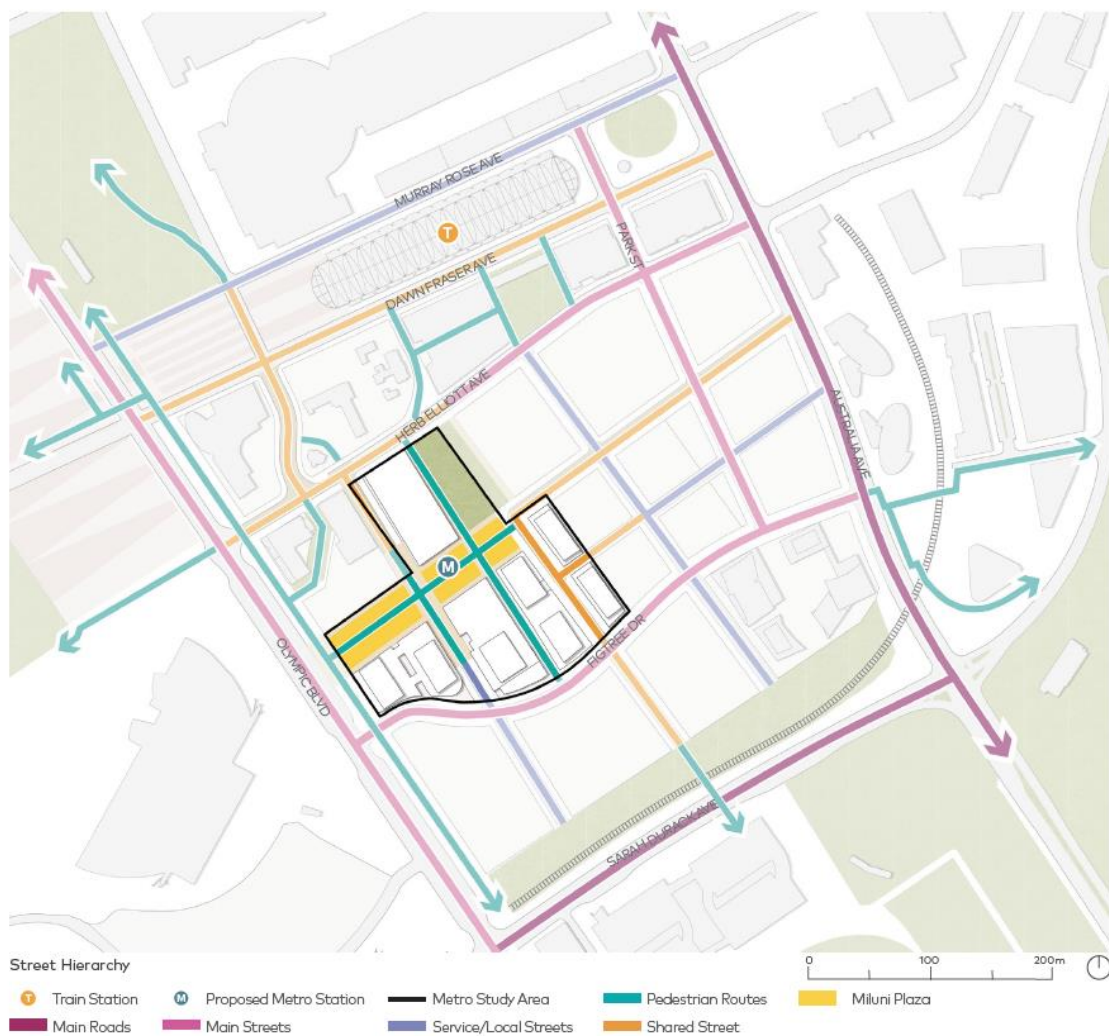 MURRAY ROSE AVE
T
DAWN FRASER AVE
PARK ST
HERB ELLIOTT AVE
AUSTRALIA AVE
M
OLYMPIC BLVD
FIGTREE DR
SARAH DURACK AVE
Street Hierarchy
0 100 200m
T Train Station M Proposed Metro Station Metro Study Area Pedestrian Routes Miluni Plaza
Main Roads Main Streets Service/Local Streets Shared Street